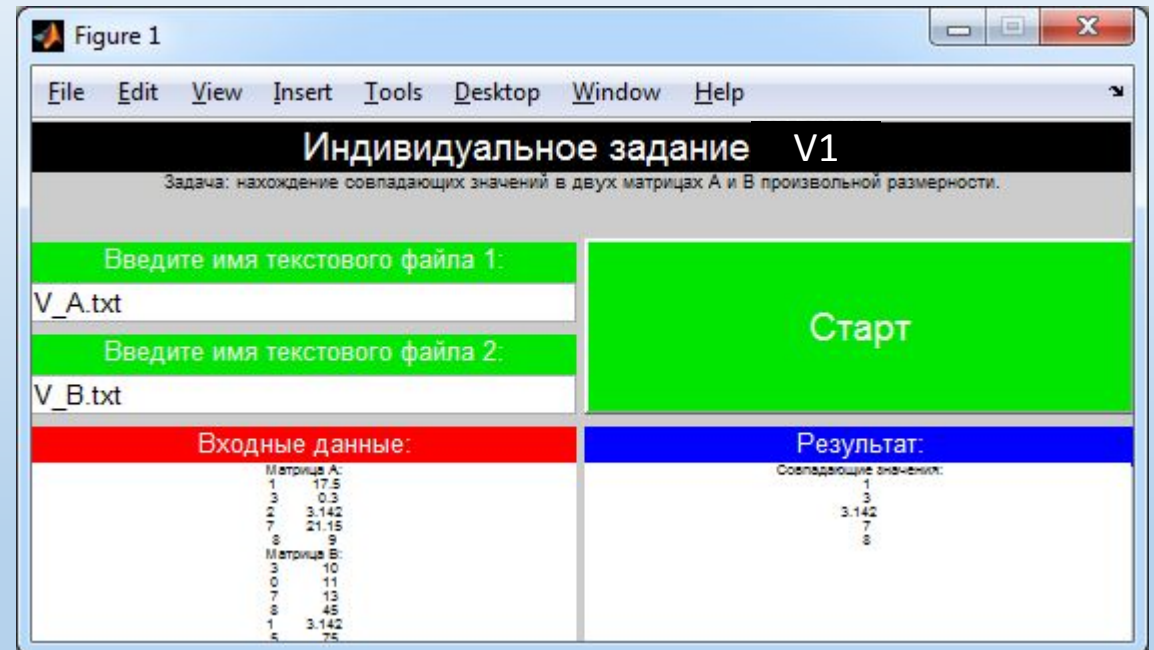 Figure 1
File Edit View Insert Tools Desktop Window Help
Индивидуальное задание V1
Задача: нахождение совпадающих значений в двух матрицах А и В произвольной размерности.
Введите имя текстового файла 1:
V_A.txt
Введите имя текстового файла 2:
V_B.txt
Старт
Входные данные:
Матрица А:
1 17.5
3 0.3
2 3.142
7 21.15
8 9
Матрица В:
3 10
0 11
7 13
8 45
1 3.142
5 75
Результат:
Совпадающие значения:
1
3
3.142
7
8